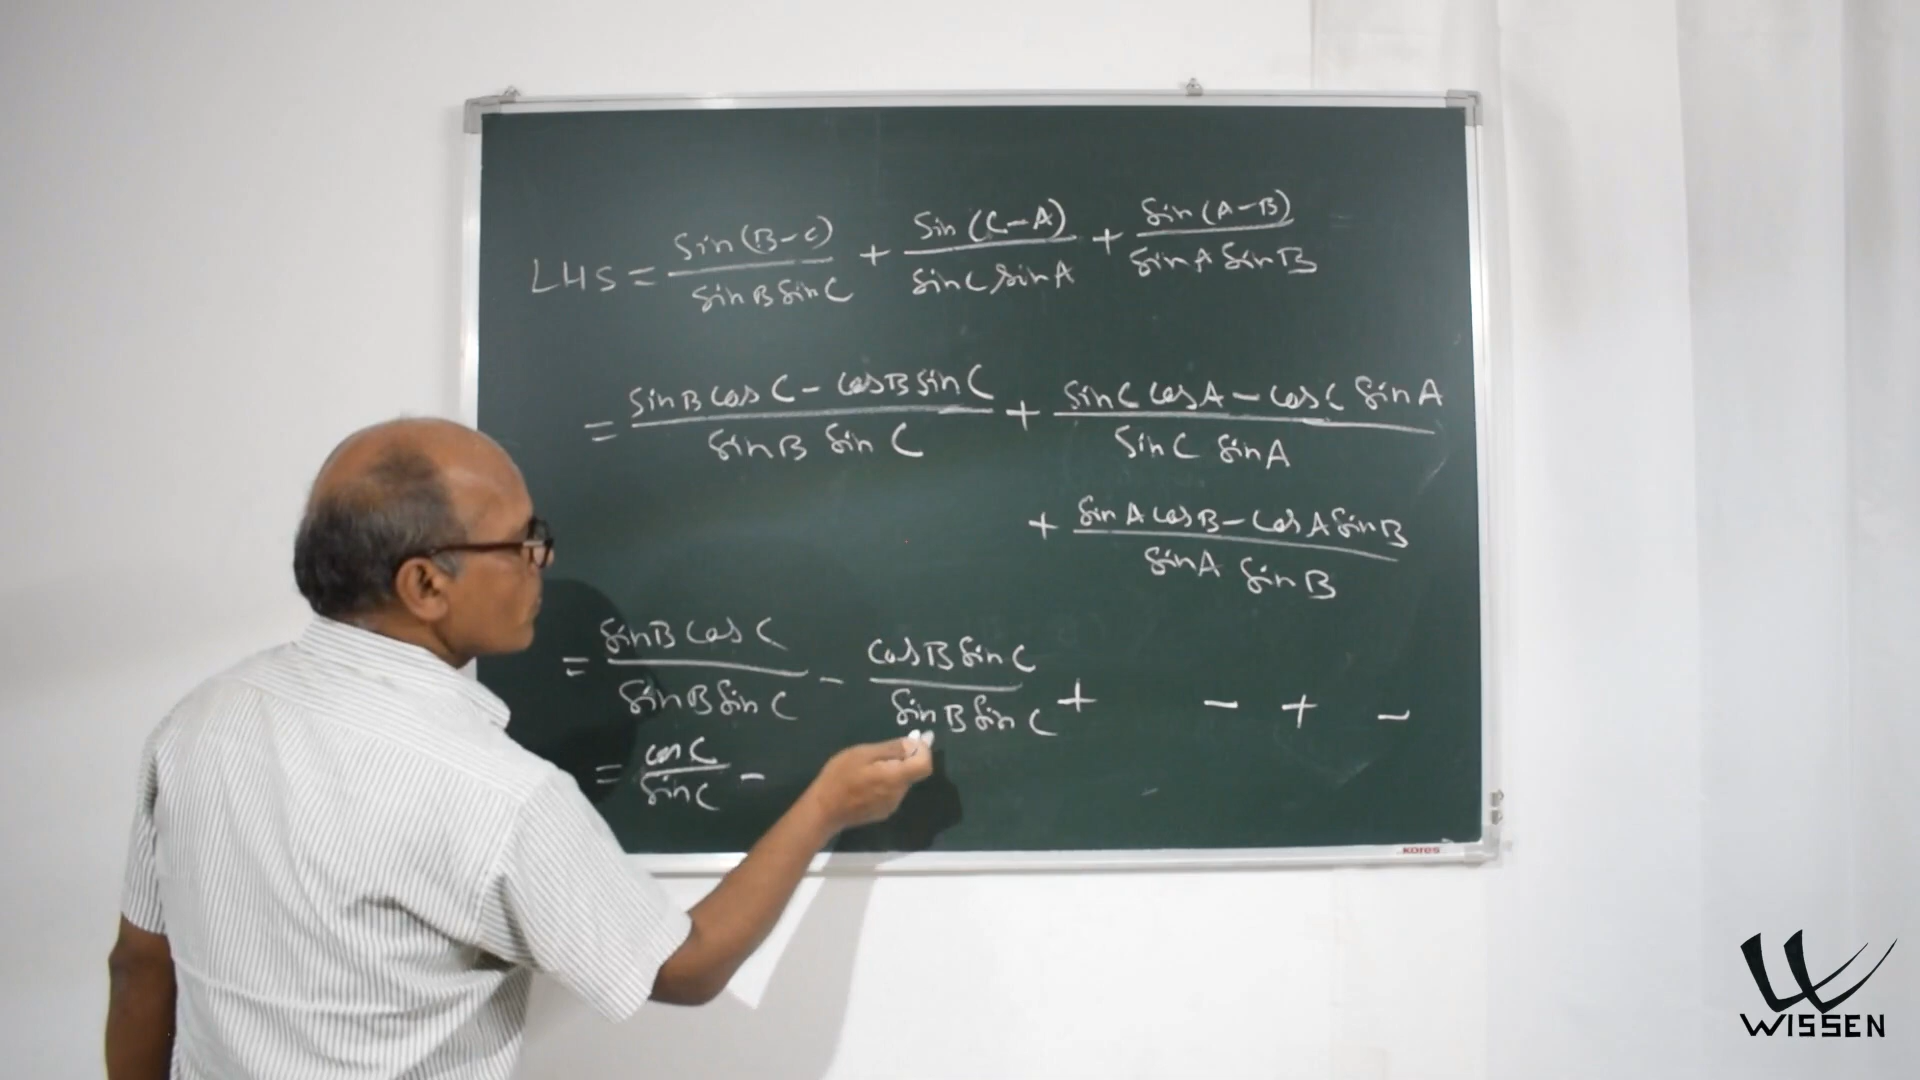 LHS = sin(B-C)/sinB sinC + sin(C-A)/sinC sinA + sin(A-B)/sinA sinB
= sinB cosC - cosB sinC/sinB sinC + sinC cosA - cosC sinA/sinC sinA
+ sinA cosB - cosA sinB/sinA sinB
= sinB cosC/sinB sinC - cosB sinC/sinB sinC + - + -
= cosC/sinC -
kores
WISSEN